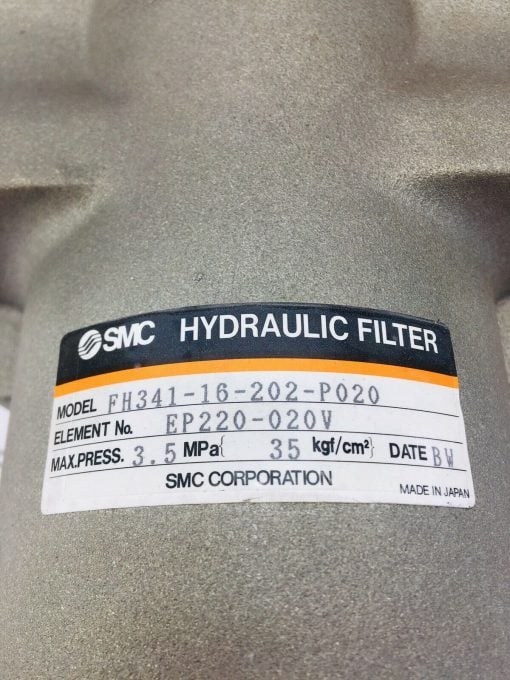 SMC HYDRAULIC FILTER
MODEL FH341-16-202-P020
ELEMENT No. EP220-020V
MAX.PRESS. 3.5 MPa{ 35 kgf/cm²} DATE BW
SMC CORPORATION
MADE IN JAPAN